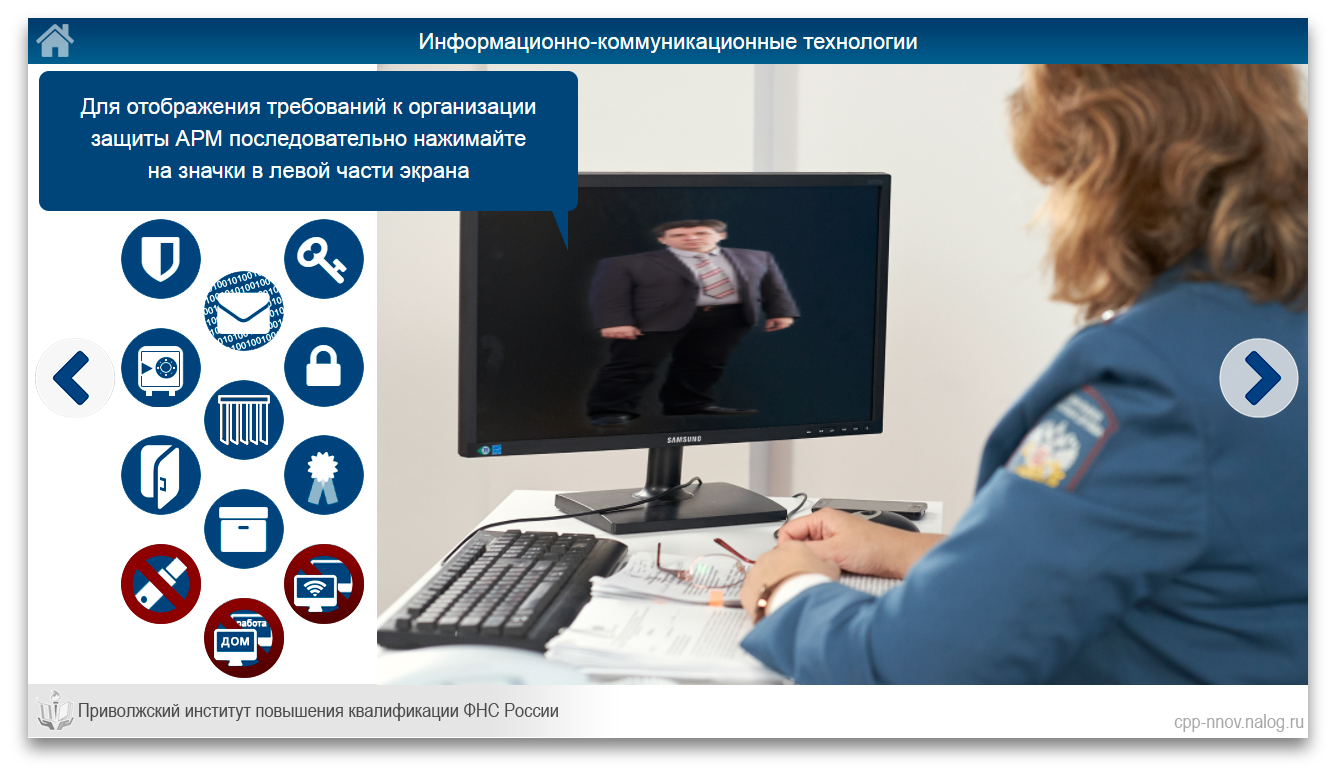 Информационно-коммуникационные технологии
Для отображения требований к организации
защиты АРМ последовательно нажимайте
на значки в левой части экрана
SAMSUNG
работа
ДОМ
Приволжский институт повышения квалификации ФНС России
cpp-nnov.nalog.ru